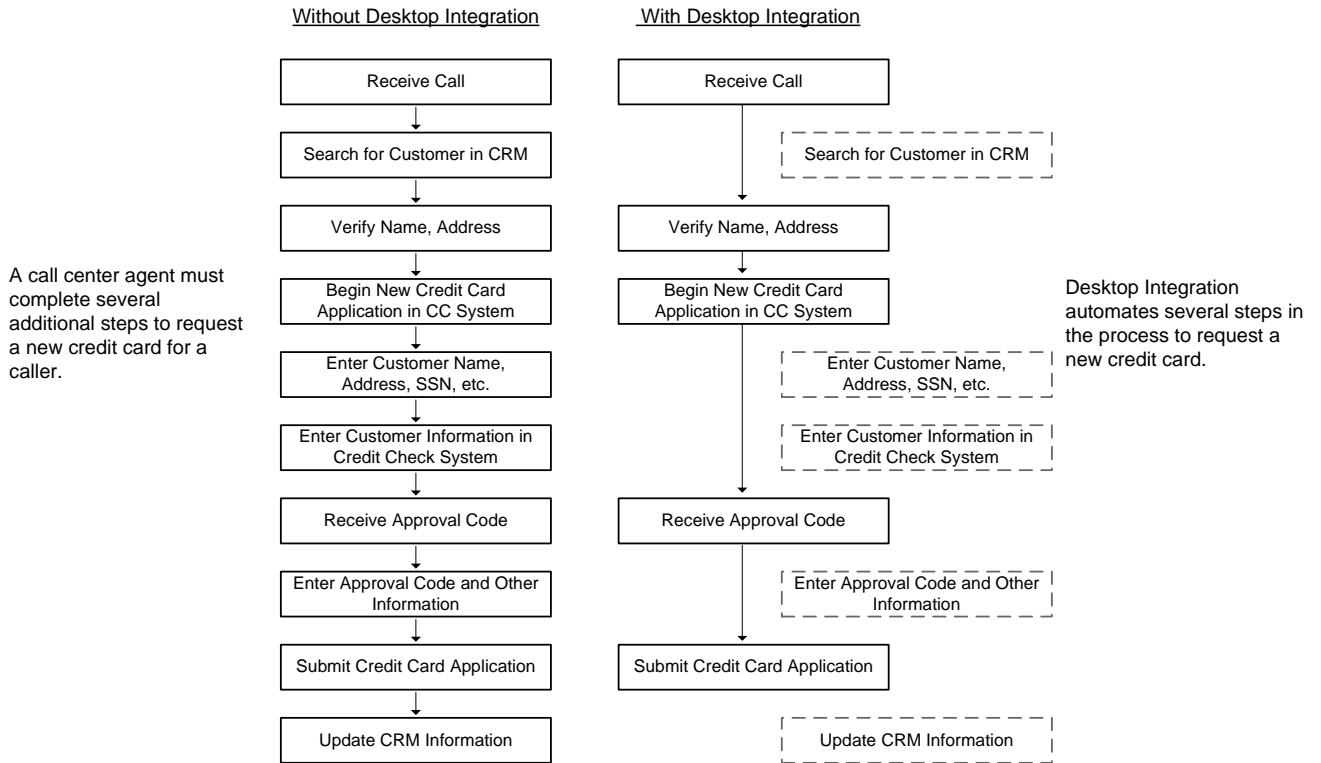 Without Desktop Integration
With Desktop Integration
A call center agent must
complete several
additional steps to request
a new credit card for a
caller.
Receive Call
Search for Customer in CRM
Verify Name, Address
Begin New Credit Card
Application in CC System
Enter Customer Name,
Address, SSN, etc.
Enter Customer Information in
Credit Check System
Receive Approval Code
Enter Approval Code and Other
Information
Submit Credit Card Application
Update CRM Information
Receive Call
Search for Customer in CRM
Verify Name, Address
Begin New Credit Card
Application in CC System
Enter Customer Name,
Address, SSN, etc.
Enter Customer Information in
Credit Check System
Receive Approval Code
Enter Approval Code and Other
Information
Submit Credit Card Application
Update CRM Information
Desktop Integration
automates several steps in
the process to request a
new credit card.